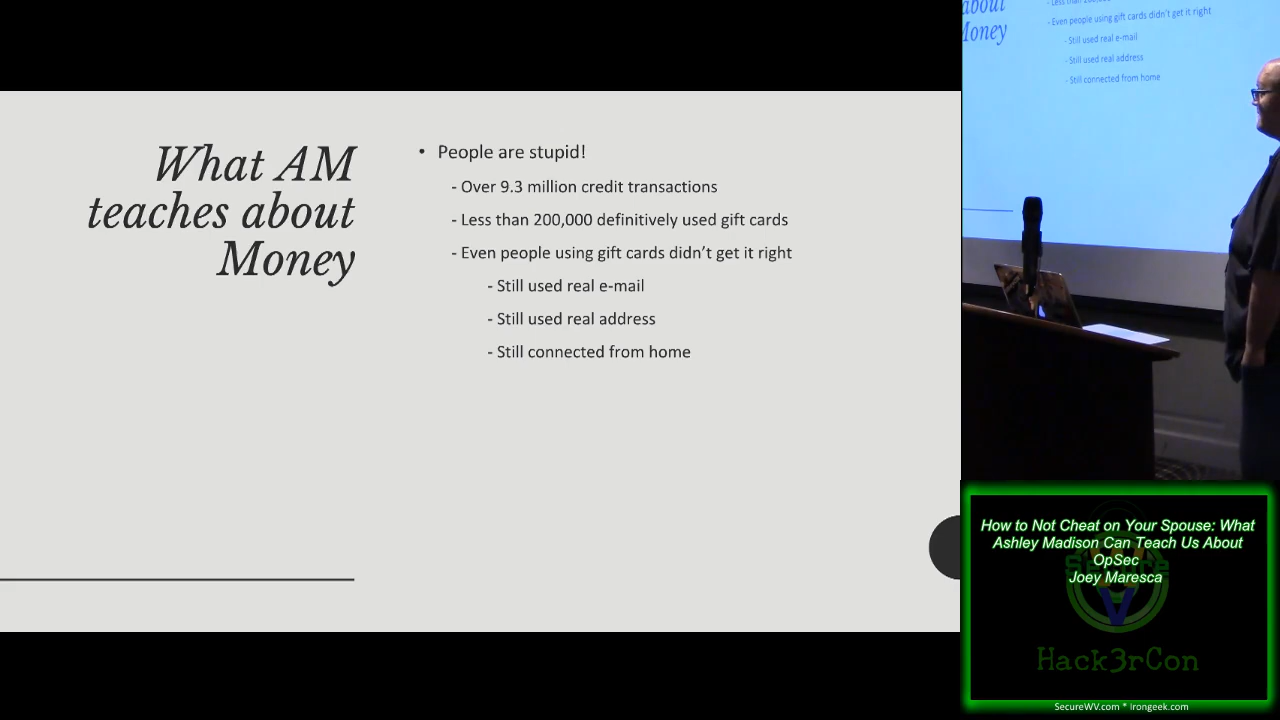 What AM
teaches about
Money
• People are stupid!
- Over 9.3 million credit transactions
- Less than 200,000 definitively used gift cards
- Even people using gift cards didn't get it right
- Still used real e-mail
- Still used real address
- Still connected from home
about
Money
- Less than 200,000
- Even people using gift cards didn't get it right
- Still used real e-mail
- Still used real address
- Still connected from home
How to Not Cheat on Your Spouse: What
Ashley Madison Can Teach Us About
OpSec
Joey Maresca
Hack3rCon
SecureWV.com * Irongeek.com